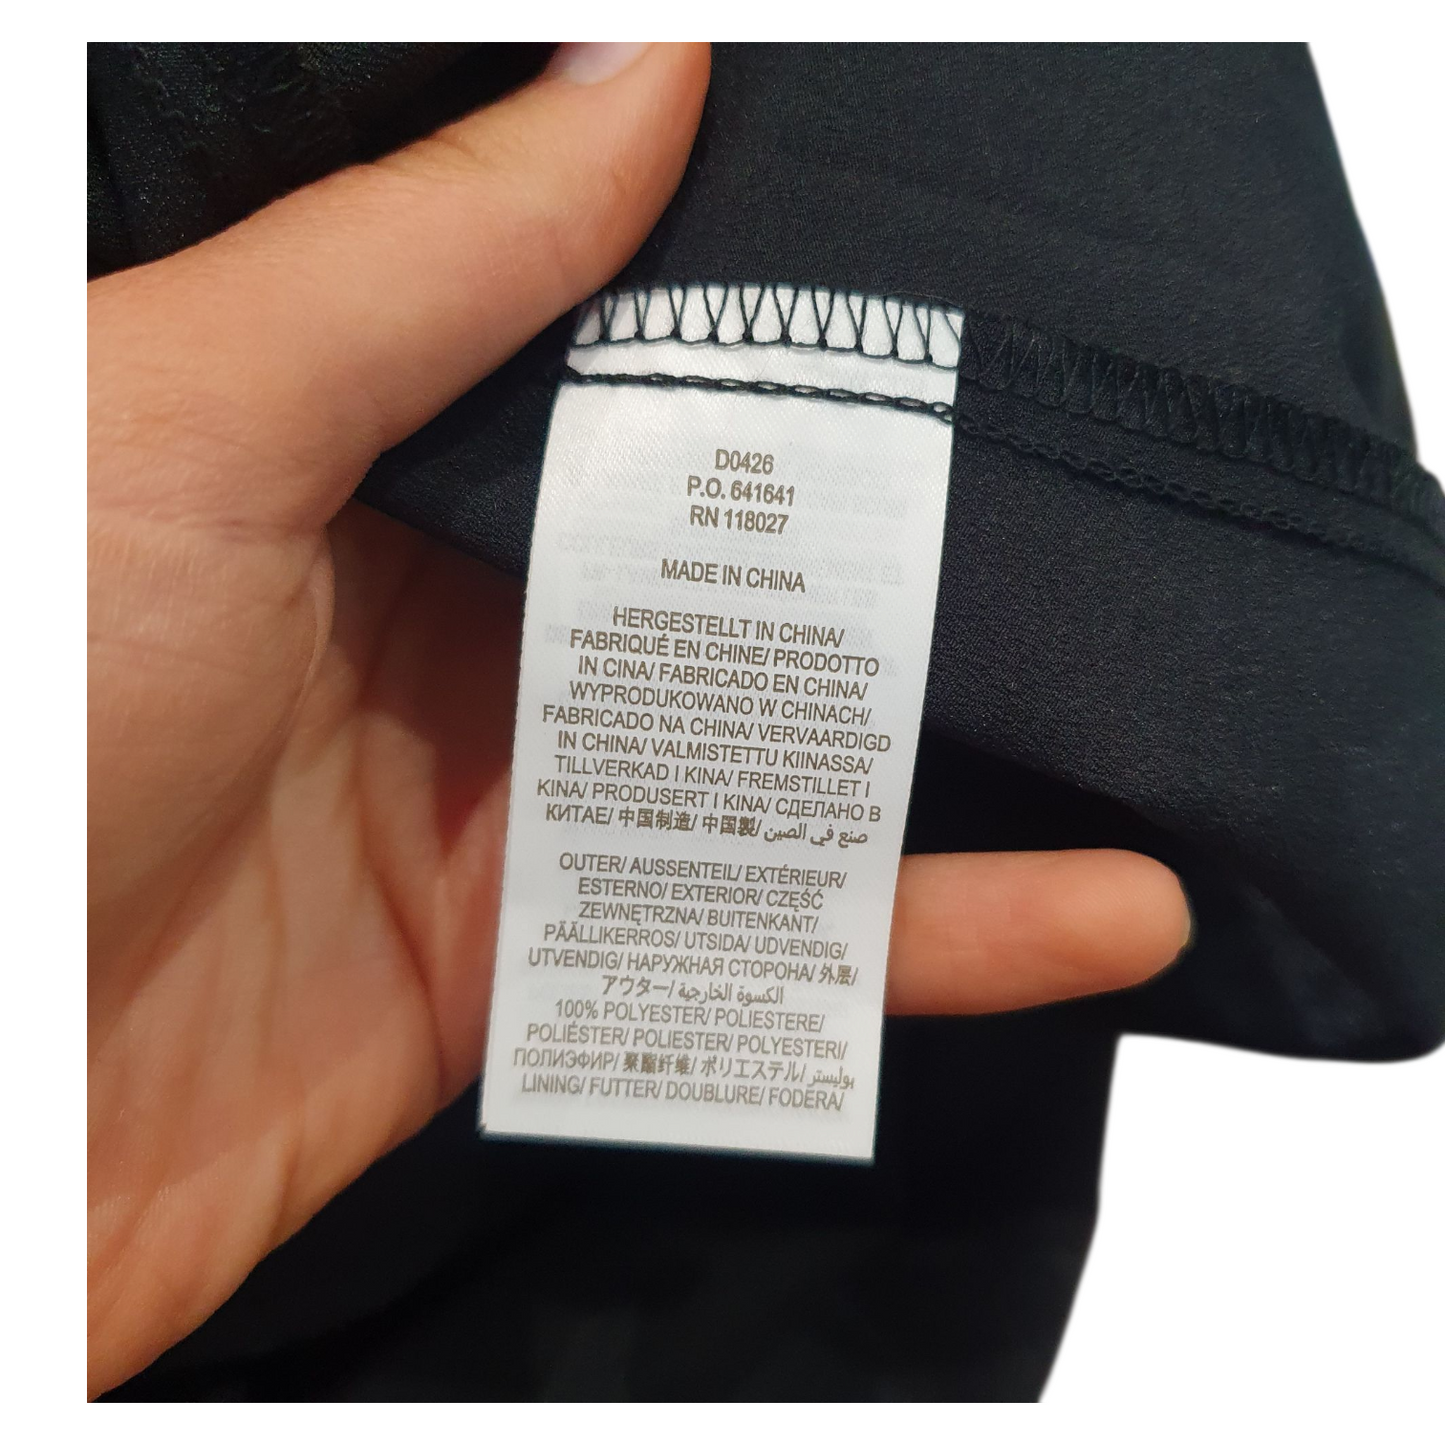 D0426
P.O. 641641
RN 118027
MADE IN CHINA
HERGESTELLT IN CHINA/
FABRIQUÉ EN CHINE/ PRODOTTO
IN CINA/ FABRICADO EN CHINA/
WYPRODUKOWANO W CHINACH/
FABRICADO NA CHINA/ VERVAARDIGD
IN CHINA/ VALMISTETTU KIINASSA/
TILLVERKAD I KINA/ FREMSTILLET I
KINA/ PRODUSERT I KINA/ СДЕЛАНО В
КИТАЕ/ 中国制造/ 中国製/ صنع في الصين
OUTER/ AUSSENTEIL/ EXTÉRIEUR/
ESTERNO/ EXTERIOR/ CZĘŚĆ
ZEWNĘTRZNA/ BUITENKANT/
PÄÄLLIKERROS/ UTSIDA/ UDVENDIG/
UTVENDIG/ НАРУЖНАЯ СТОРОНА/ 外层/
アウター/ الكسوة الخارجية
100% POLYESTER/ POLIESTERE/
POLIÉSTER/ POLIESTER/ POLYESTERI/
ПОЛИЭФИР/ 聚酯纤维/ ポリエステル/ بوليستر
LINING/ FUTTER/ DOUBLURE/ FODERA/